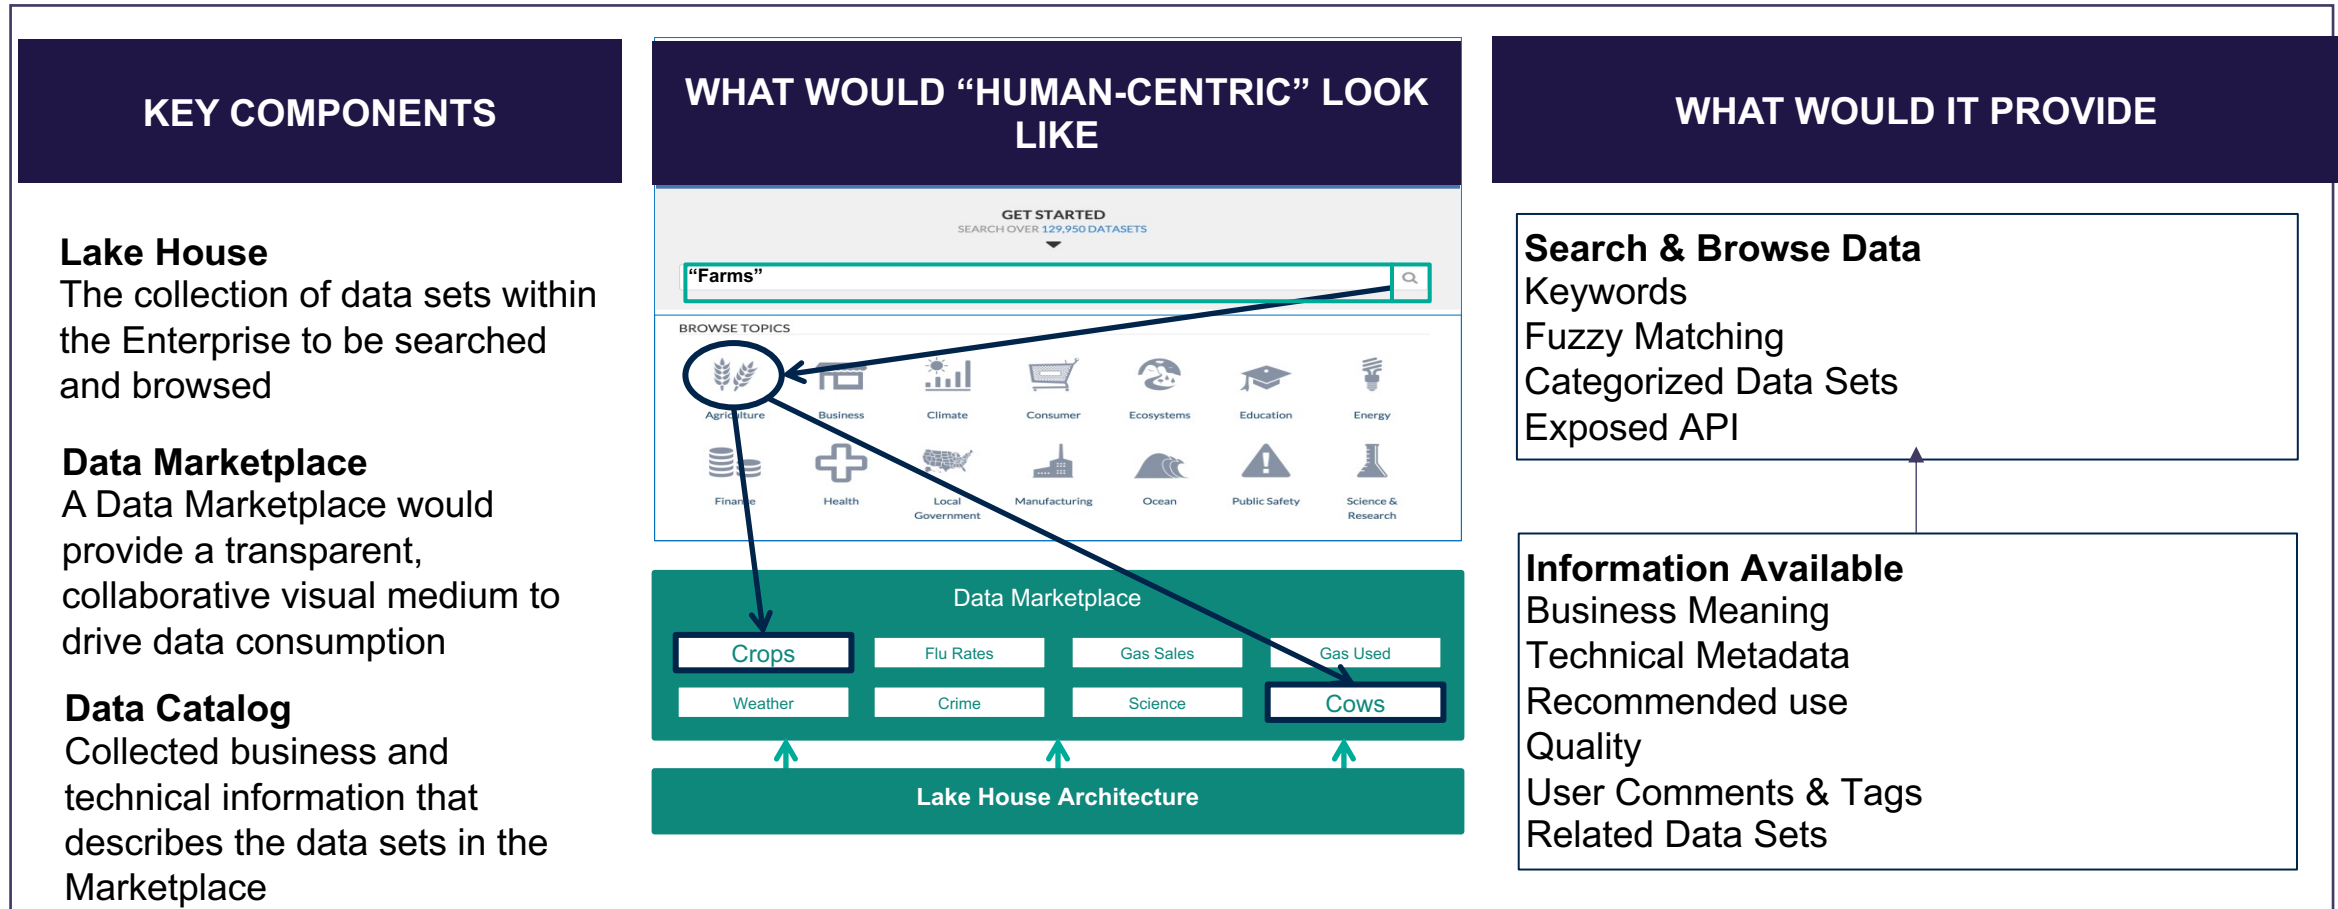 KEY COMPONENTS
Lake House
The collection of data sets within
the Enterprise to be searched
and browsed
Data Marketplace
A Data Marketplace would
provide a transparent,
collaborative visual medium to
drive data consumption
Data Catalog
Collected business and
technical information that
describes the data sets in the
Marketplace
WHAT WOULD “HUMAN-CENTRIC” LOOK
LIKE
GET STARTED
SEARCH OVER 129,950 DATASETS
“Farms”
BROWSE TOPICS
Agriculture Business Climate Consumer Ecosystems Education Energy
Finance Health Local Manufacturing Ocean Public Safety Science &
Government Research
Data Marketplace
Crops Flu Rates Gas Sales Gas Used
Weather Crime Science Cows
Lake House Architecture
WHAT WOULD IT PROVIDE
Search & Browse Data
Keywords
Fuzzy Matching
Categorized Data Sets
Exposed API
Information Available
Business Meaning
Technical Metadata
Recommended use
Quality
User Comments & Tags
Related Data Sets